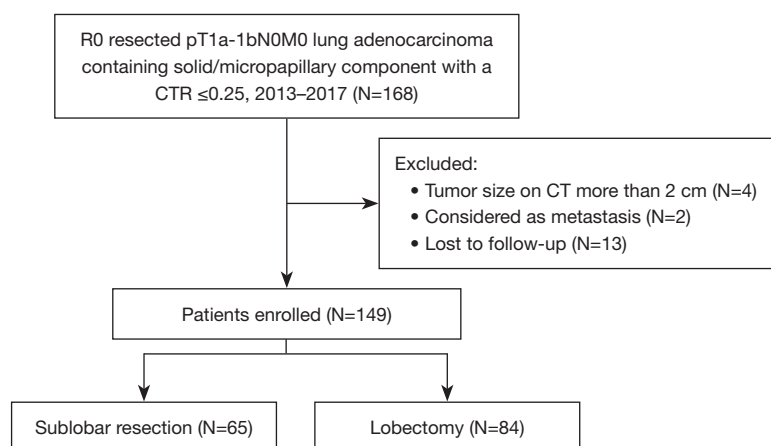 R0 resected pT1a-1bN0M0 lung adenocarcinoma
containing solid/micropapillary component with a
CTR ≤0.25, 2013–2017 (N=168)
Excluded:
• Tumor size on CT more than 2 cm (N=4)
• Considered as metastasis (N=2)
• Lost to follow-up (N=13)
Patients enrolled (N=149)
Sublobar resection (N=65)
Lobectomy (N=84)